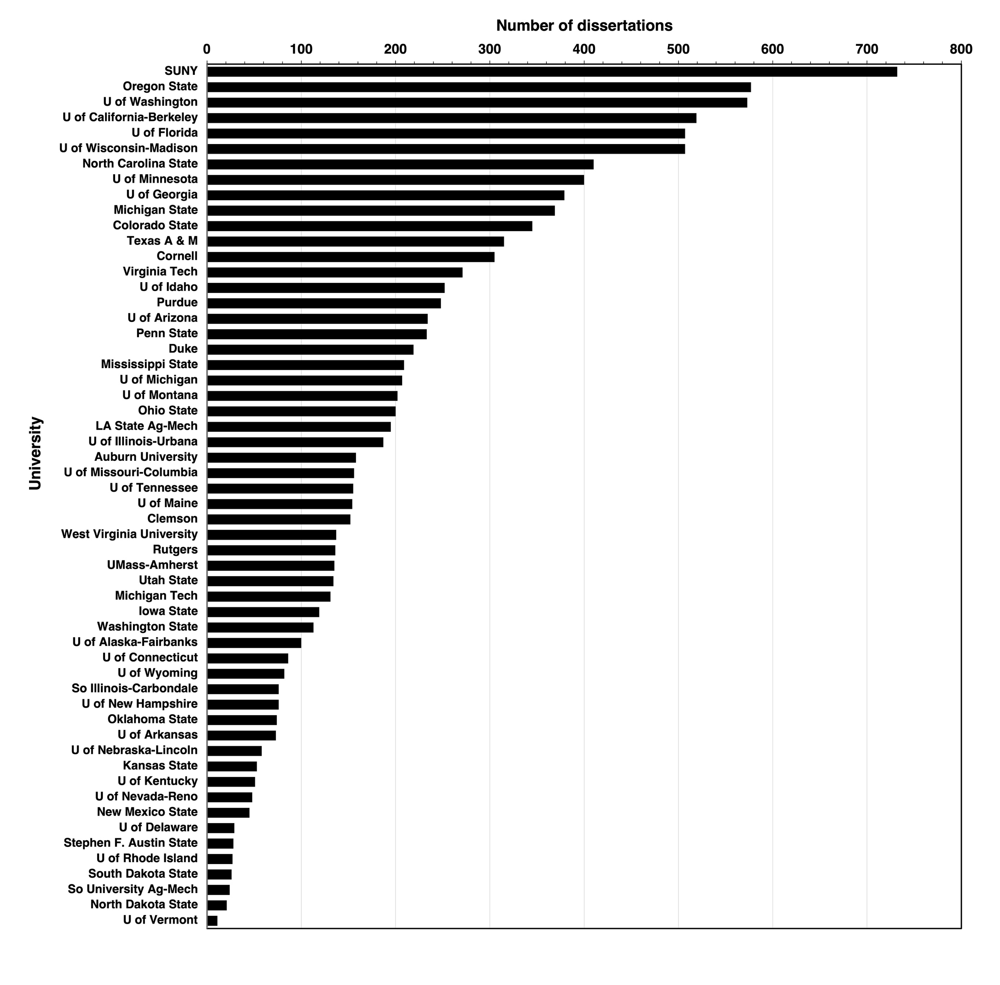 Number of dissertations
0 100 200 300 400 500 600 700 800
University
SUNY
Oregon State
U of Washington
U of California-Berkeley
U of Florida
U of Wisconsin-Madison
North Carolina State
U of Minnesota
U of Georgia
Michigan State
Colorado State
Texas A & M
Cornell
Virginia Tech
U of Idaho
Purdue
U of Arizona
Penn State
Duke
Mississippi State
U of Michigan
U of Montana
Ohio State
LA State Ag-Mech
U of Illinois-Urbana
Auburn University
U of Missouri-Columbia
U of Tennessee
U of Maine
Clemson
West Virginia University
Rutgers
UMass-Amherst
Utah State
Michigan Tech
Iowa State
Washington State
U of Alaska-Fairbanks
U of Connecticut
U of Wyoming
So Illinois-Carbondale
U of New Hampshire
Oklahoma State
U of Arkansas
U of Nebraska-Lincoln
Kansas State
U of Kentucky
U of Nevada-Reno
New Mexico State
U of Delaware
Stephen F. Austin State
U of Rhode Island
South Dakota State
So University Ag-Mech
North Dakota State
U of Vermont